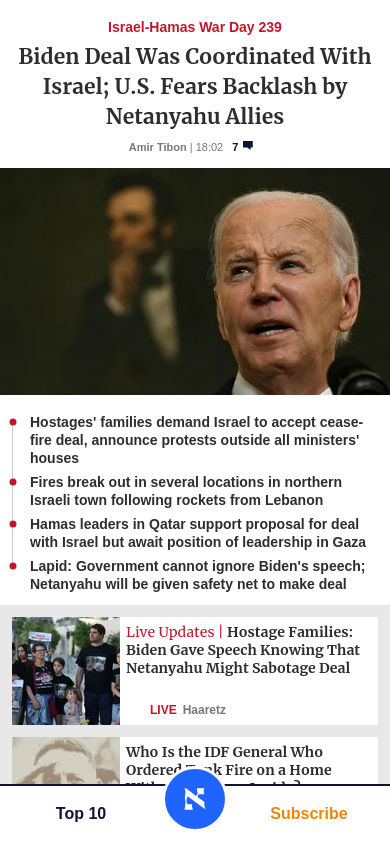 Israel-Hamas War Day 239
Biden Deal Was Coordinated With
Israel; U.S. Fears Backlash by
Netanyahu Allies
Amir Tibon | 18:02 7
Hostages' families demand Israel to accept cease-
fire deal, announce protests outside all ministers'
houses
Fires break out in several locations in northern
Israeli town following rockets from Lebanon
Hamas leaders in Qatar support proposal for deal
with Israel but await position of leadership in Gaza
Lapid: Government cannot ignore Biden's speech;
Netanyahu will be given safety net to make deal
Live Updates | Hostage Families:
Biden Gave Speech Knowing That
Netanyahu Might Sabotage Deal
LIVE Haaretz
Who Is the IDF General Who
Ordered Tank Fire on a Home
Top 10
Subscribe